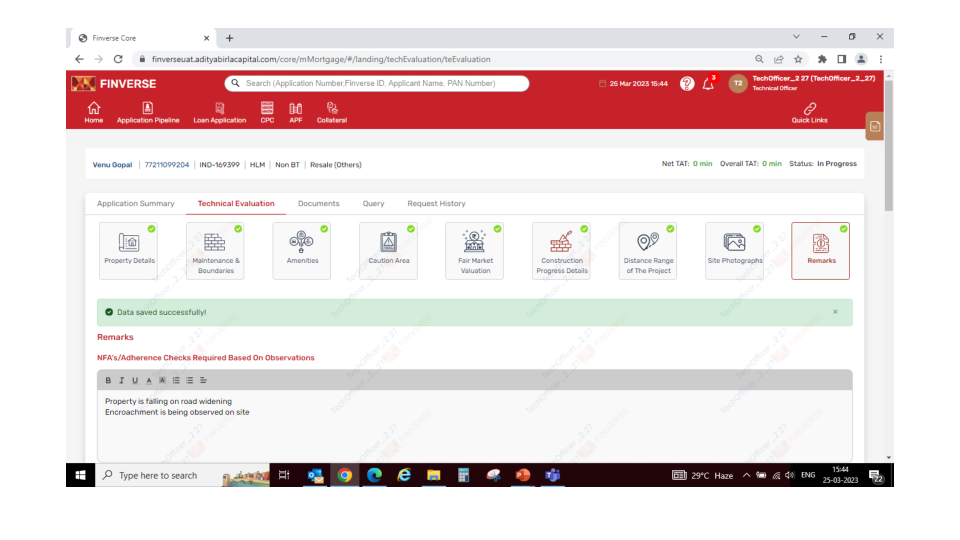 Finverse Core
finverseuat.adityabirlacapital.com/core/mMortgage/#/landing/techEvaluation/teEvaluation
FINVERSE
Search (Application Number,Finverse ID, Applicant Name, PAN Number)
25 Mar 2023 15:44
3
T2
TechOfficer_2 27 (TechOfficer_2_27)
Technical Officer
Home
Application Pipeline
Loan Application
CPC
APF
Collateral
Quick Links
Venu Gopal | 77211099204 | IND-169399 | HLM | Non BT | Resale (Others)
Net TAT: 0 min Overall TAT: 0 min Status: In Progress
Application Summary
Technical Evaluation
Documents
Query
Request History
Property Details
Maintenance &
Boundaries
Amenities
Caution Area
Fair Market
Valuation
Construction
Progress Details
Distance Range
of The Project
Site Photographs
Remarks
Data saved successfully!
Remarks
NFA's/Adherence Checks Required Based On Observations
B I U A
Property is falling on road widening
Encroachment is being observed on site
Type here to search
29°C Haze
ENG
15:44
25-03-2023
22